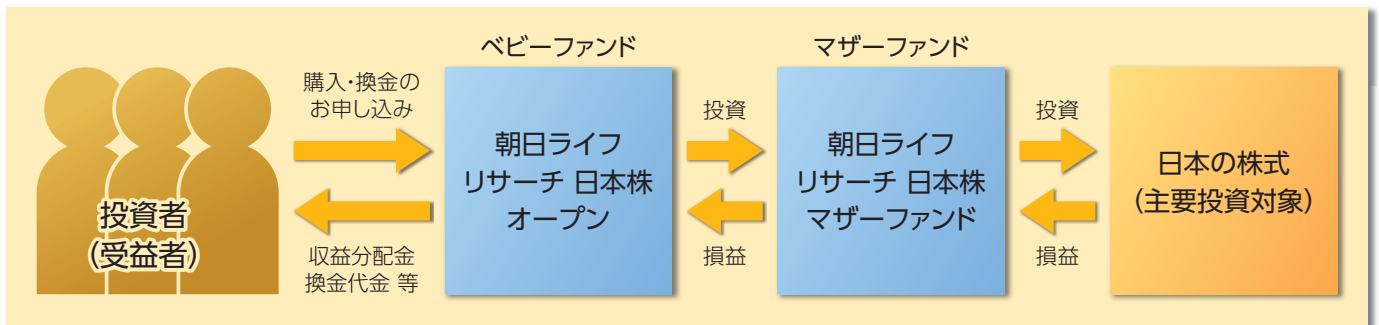 ベビーファンド
マザーファンド
購入・換金の
お申し込み
投資
投資
朝日ライフ
リサーチ 日本株
オープン
朝日ライフ
リサーチ 日本株
マザーファンド
日本の株式
(主要投資対象)
投資者
(受益者)
収益分配金
換金代金 等
損益
損益